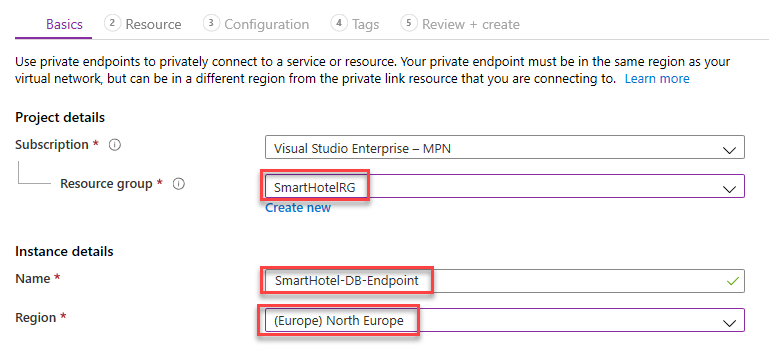 Basics 2 Resource 3 Configuration 4 Tags 5 Review + create
Use private endpoints to privately connect to a service or resource. Your private endpoint must be in the same region as your
virtual network, but can be in a different region from the private link resource that you are connecting to. Learn more
Project details
Subscription * Visual Studio Enterprise – MPN
Resource group * SmartHotelRG
Create new
Instance details
Name * SmartHotel-DB-Endpoint
Region * (Europe) North Europe